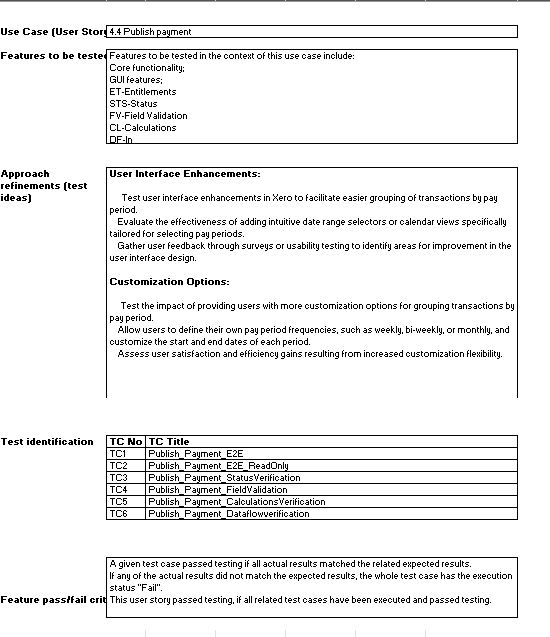 Use Case (User Stor 4.4 Publish payment
Features to be teste Features to be tested in the context of this use case include:
Core functionality;
GUI features;
ET-Entitlements
STS-Status
FV-Field Validation
CL-Calculations
DF-In
Approach refinements (test ideas)
User Interface Enhancements:
Test user interface enhancements in Xero to facilitate easier grouping of transactions by pay
period.
Evaluate the effectiveness of adding intuitive date range selectors or calendar views specifically
tailored for selecting pay periods.
Gather user feedback through surveys or usability testing to identify areas for improvement in the
user interface design.
Customization Options:
Test the impact of providing users with more customization options for grouping transactions by
pay period.
Allow users to define their own pay period frequencies, such as weekly, bi-weekly, or monthly, and
customize the start and end dates of each period.
Assess user satisfaction and efficiency gains resulting from increased customization flexibility.
Test identification TC No TC Title
TC1 Publish_Payment_E2E
TC2 Publish_Payment_E2E_ReadOnly
TC3 Publish_Payment_StatusVerification
TC4 Publish_Payment_FieldValidation
TC5 Publish_Payment_CalculationsVerification
TC6 Publish_Payment_Dataflowverification
A given test case passed testing if all actual results matched the related expected results.
If any of the actual results did not match the expected results, the whole test case has the execution
status "Fail".
Feature pass/fail crit This user story passed testing, if all related test cases have been executed and passed testing.